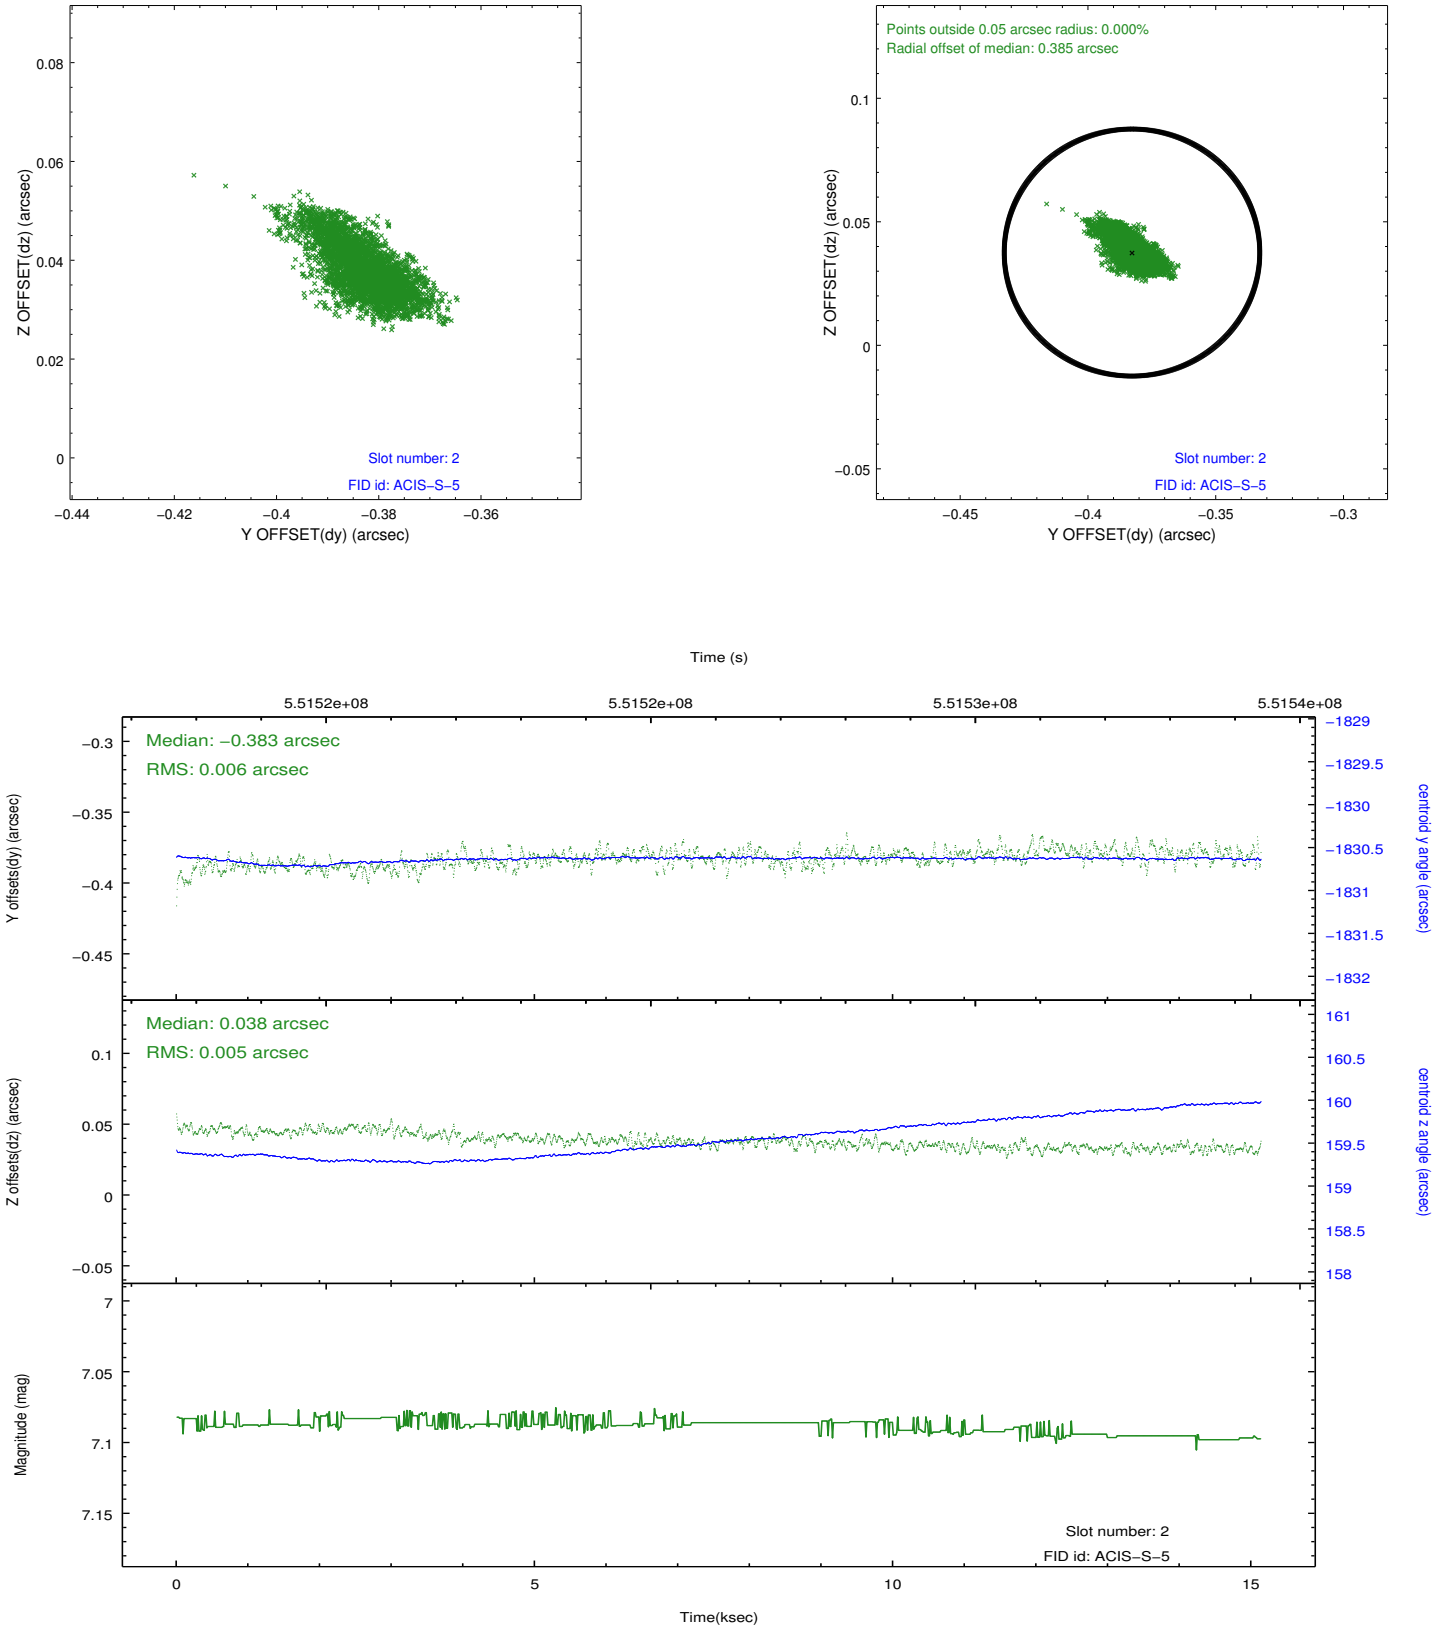 0.08
0.06
0.04
0.02
0
Z OFFSET(dz) (arcsec)
Slot number: 2
FID id: ACIS−S−5
−0.44 −0.42 −0.4 −0.38 −0.36
Y OFFSET(dy) (arcsec)
Points outside 0.05 arcsec radius: 0.000%
Radial offset of median: 0.385 arcsec
0.1
0.05
0
−0.05
Z OFFSET(dz) (arcsec)
Slot number: 2
FID id: ACIS−S−5
−0.45 −0.4 −0.35 −0.3
Y OFFSET(dy) (arcsec)
Time (s)
5.5152e+08 5.5152e+08 5.5153e+08 5.5154e+08
Median: −0.383 arcsec
RMS: 0.006 arcsec
−0.3
−0.35
−0.4
−0.45
Y offsets(dy) (arcsec)
−1829
−1829.5
−1830
−1830.5
−1831
−1831.5
−1832
centroid y angle (arcsec)
Median: 0.038 arcsec
RMS: 0.005 arcsec
0.1
0.05
0
−0.05
Z offsets(dz) (arcsec)
161
160.5
160
159.5
159
158.5
158
centroid z angle (arcsec)
7
7.05
7.1
7.15
Magnitude (mag)
Slot number: 2
FID id: ACIS−S−5
0 5 10 15
Time(ksec)